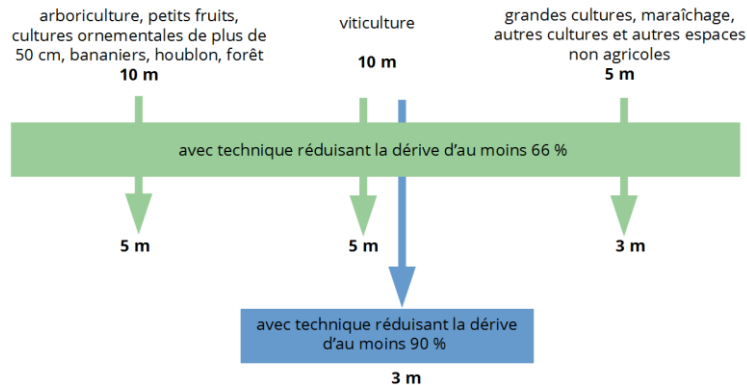 arboriculture, petits fruits,
cultures ornementales de plus de
50 cm, bananiers, houblon, forêt
10 m
viticulture
10 m
grandes cultures, maraîchage,
autres cultures et autres espaces
non agricoles
5 m
avec technique réduisant la dérive d'au moins 66 %
5 m
5 m
3 m
avec technique réduisant la dérive
d'au moins 90 %
3 m